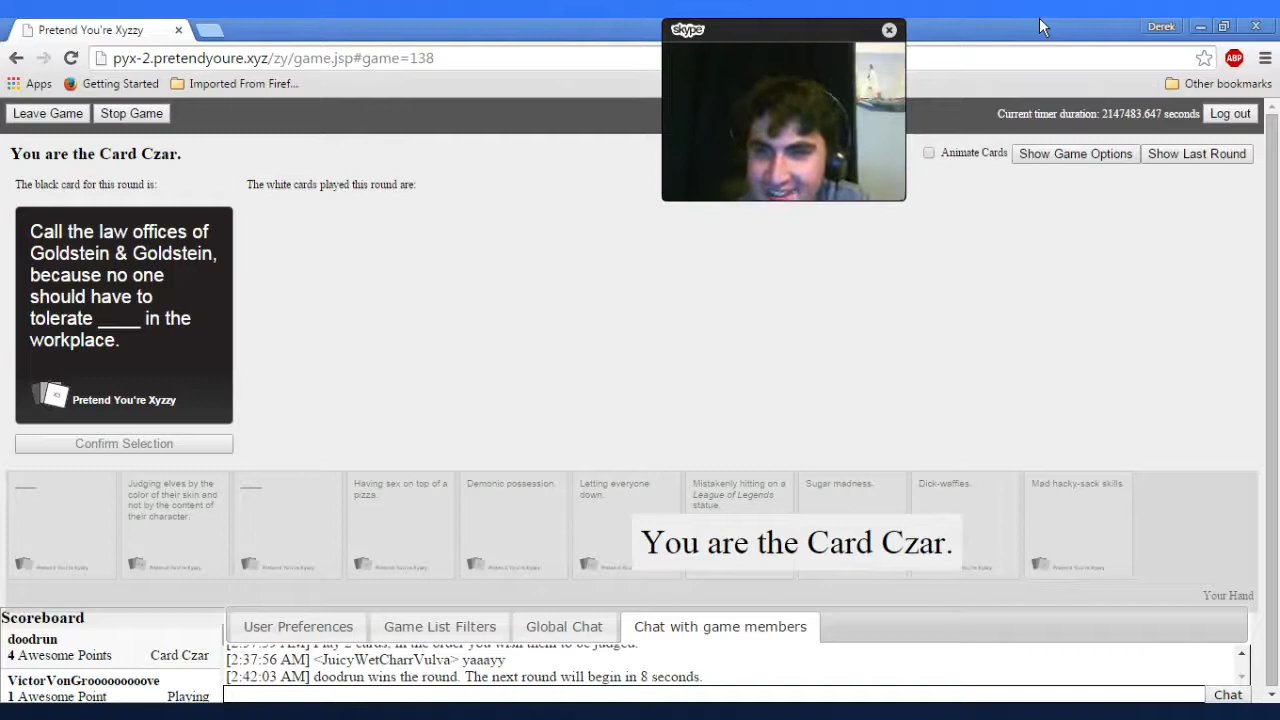 Pretend You're Xyzzy
skype
Derek
pyx-2.pretendyoure.xyz/zy/game.jsp#game=138
ABP
Apps
Getting Started
Imported From Firef...
Other bookmarks
Leave Game
Stop Game
Current timer duration: 2147483.647 seconds
Log out
You are the Card Czar.
Animate Cards
Show Game Options
Show Last Round
The black card for this round is:
The white cards played this round are:
Call the law offices of
Goldstein & Goldstein,
because no one
should have to
tolerate ____ in the
workplace.
Pretend You're Xyzzy
Confirm Selection
____
Judging elves by the
color of their skin and
not by the content of
their character.
____
Having sex on top of a
pizza.
Demonic possession.
Letting everyone
down.
Mistakenly hitting on a
League of Legends
statue.
Sugar madness.
Dick-waffles.
Mad hacky-sack skills.
You are the Card Czar.
Your Hand
Scoreboard
doodrun
4 Awesome Points
Card Czar
VictorVonGrooooooooove
1 Awesome Point
Playing
User Preferences
Game List Filters
Global Chat
Chat with game members
[2:37:56 AM] <JuicyWetCharrVulva> yaaayy
[2:42:03 AM] doodrun wins the round. The next round will begin in 8 seconds.
Chat